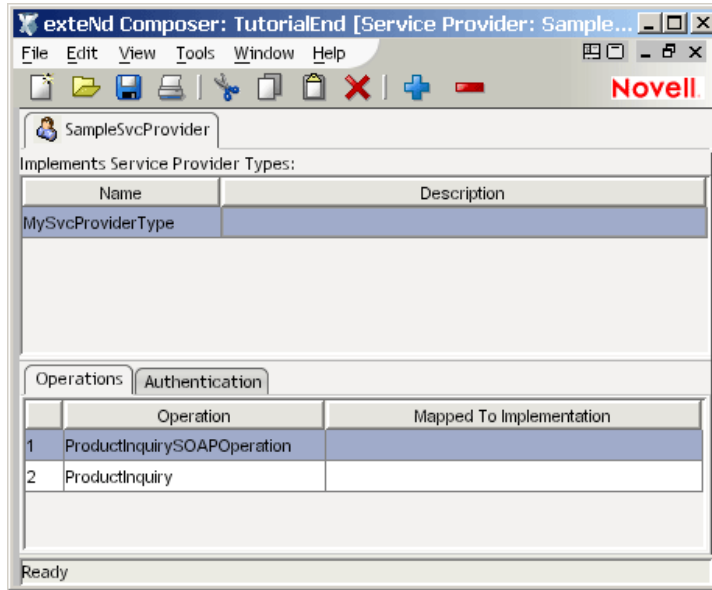 exteNd Composer: TutorialEnd [Service Provider: Sample...
File Edit View Tools Window Help
Novell.
SampleSvcProvider
Implements Service Provider Types:
Name Description
MySvcProviderType
Operations Authentication
Operation Mapped To Implementation
1 ProductInquirySOAPOperation
2 ProductInquiry
Ready